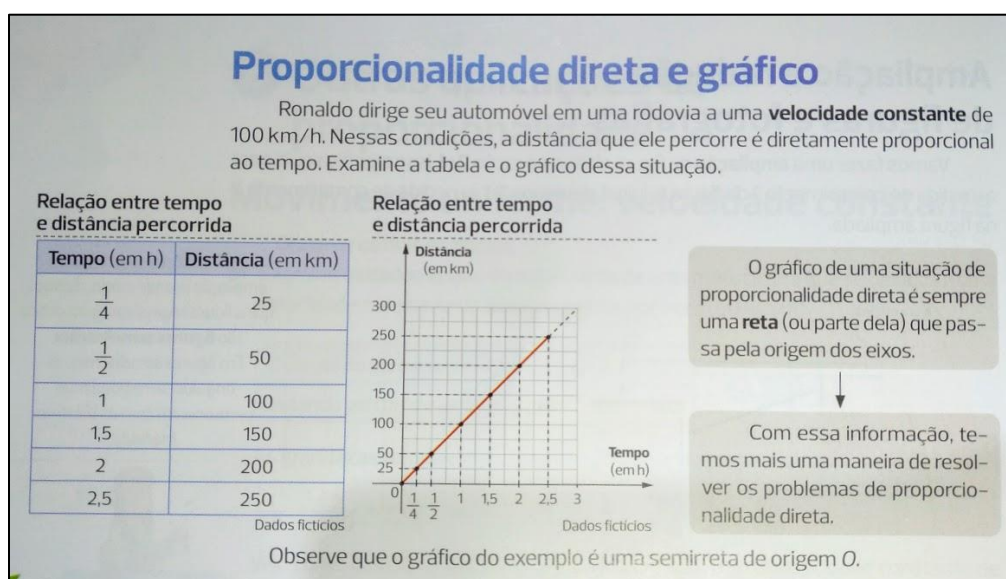 Proporcionalidade direta e gráfico
Ronaldo dirige seu automóvel em uma rodovia a uma velocidade constante de
100 km/h. Nessas condições, a distância que ele percorre é diretamente proporcional
ao tempo. Examine a tabela e o gráfico dessa situação.
Relação entre tempo
e distância percorrida
Tempo (em h) Distância (em km)
1/4 25
1/2 50
1 100
1,5 150
2 200
2,5 250
Dados fictícios
Relação entre tempo
e distância percorrida
Distância
(em km)
300
250
200
150
100
50
25
0 1/4 1/2 1 1,5 2 2,5 3
Tempo
(em h)
Dados fictícios
O gráfico de uma situação de
proporcionalidade direta é sempre
uma reta (ou parte dela) que pas-
sa pela origem dos eixos.
Com essa informação, te-
mos mais uma maneira de resol-
ver os problemas de proporcio-
nalidade direta.
Observe que o gráfico do exemplo é uma semirreta de origem O.